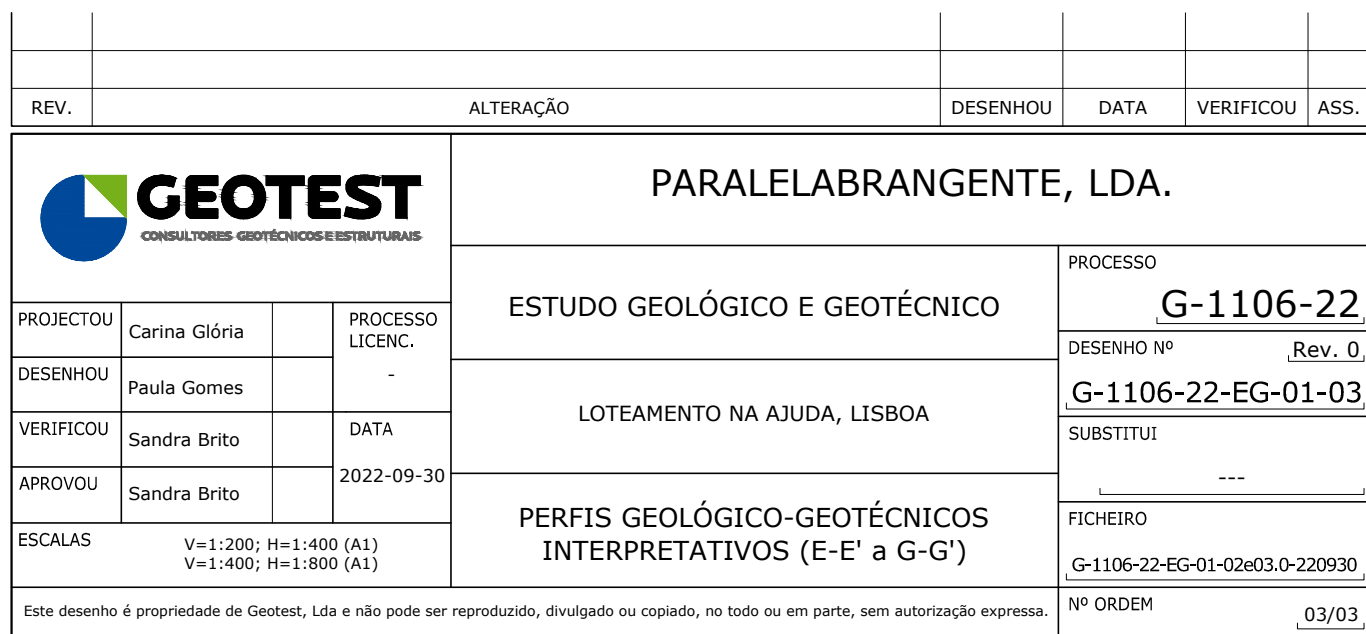 REV. ALTERAÇÃO DESENHOU DATA VERIFICOU ASS.
GEOTEST
CONSULTORES GEOTÉCNICOS E ESTRUTURAIS
PARALELABRANGENTE, LDA.
ESTUDO GEOLÓGICO E GEOTÉCNICO
PROCESSO
G-1106-22
PROJECTOU Carina Glória
PROCESSO
LICENC.
-
DESENHOU Paula Gomes
DESENHO Nº Rev. 0
G-1106-22-EG-01-03
LOTEAMENTO NA AJUDA, LISBOA
VERIFICOU Sandra Brito
DATA
2022-09-30
SUBSTITUI
---
APROVOU Sandra Brito
PERFIS GEOLÓGICO-GEOTÉCNICOS
INTERPRETATIVOS (E-E' a G-G')
FICHEIRO
G-1106-22-EG-01-02e03.0-220930
ESCALAS V=1:200; H=1:400 (A1)
V=1:400; H=1:800 (A1)
Este desenho é propriedade de Geotest, Lda e não pode ser reproduzido, divulgado ou copiado, no todo ou em parte, sem autorização expressa.
Nº ORDEM
03/03